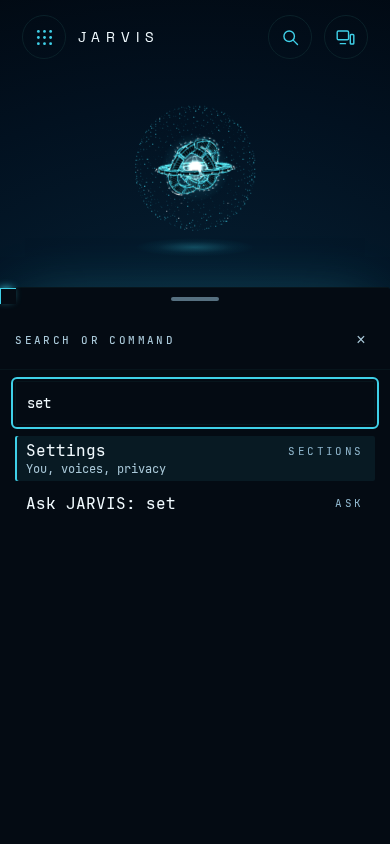 JARVIS
SEARCH OR COMMAND ×
set
Settings SECTIONS
You, voices, privacy
Ask JARVIS: set ASK